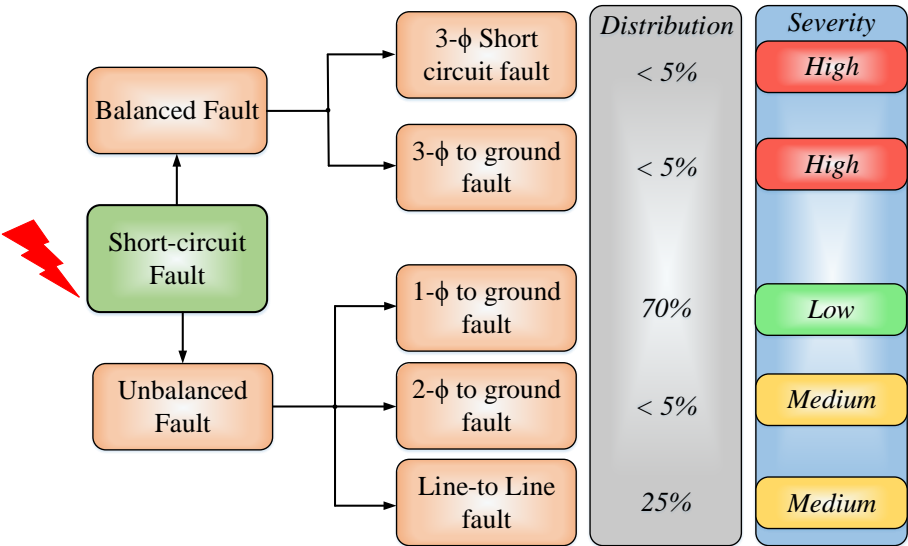 Distribution
Severity
3-ϕ Short
circuit fault
< 5%
High
Balanced Fault
3-ϕ to ground
fault
< 5%
High
Short-circuit
Fault
1-ϕ to ground
fault
70%
Low
Unbalanced
Fault
2-ϕ to ground
fault
< 5%
Medium
Line-to Line
fault
25%
Medium